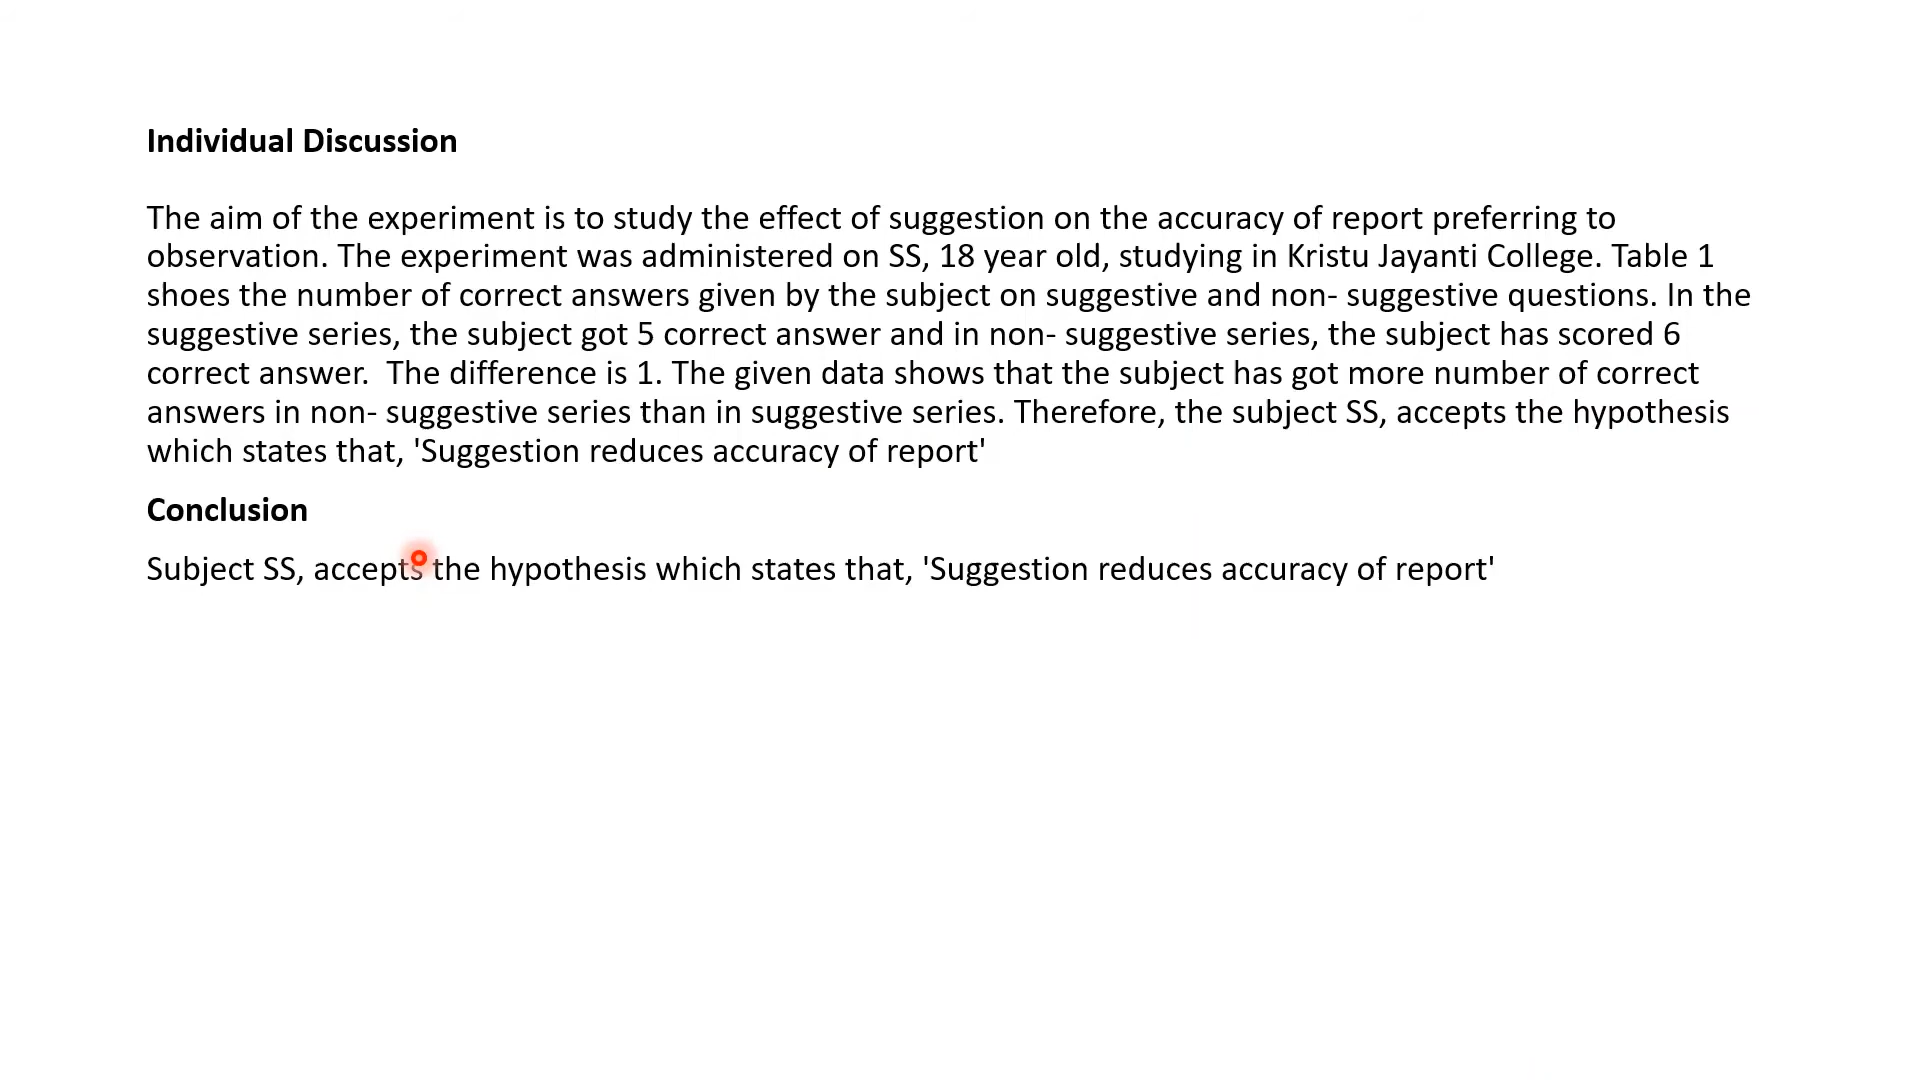 Individual Discussion
The aim of the experiment is to study the effect of suggestion on the accuracy of report preferring to
observation. The experiment was administered on SS, 18 year old, studying in Kristu Jayanti College. Table 1
shoes the number of correct answers given by the subject on suggestive and non- suggestive questions. In the
suggestive series, the subject got 5 correct answer and in non- suggestive series, the subject has scored 6
correct answer.  The difference is 1. The given data shows that the subject has got more number of correct
answers in non- suggestive series than in suggestive series. Therefore, the subject SS, accepts the hypothesis
which states that, 'Suggestion reduces accuracy of report'
Conclusion
Subject SS, accepts the hypothesis which states that, 'Suggestion reduces accuracy of report'